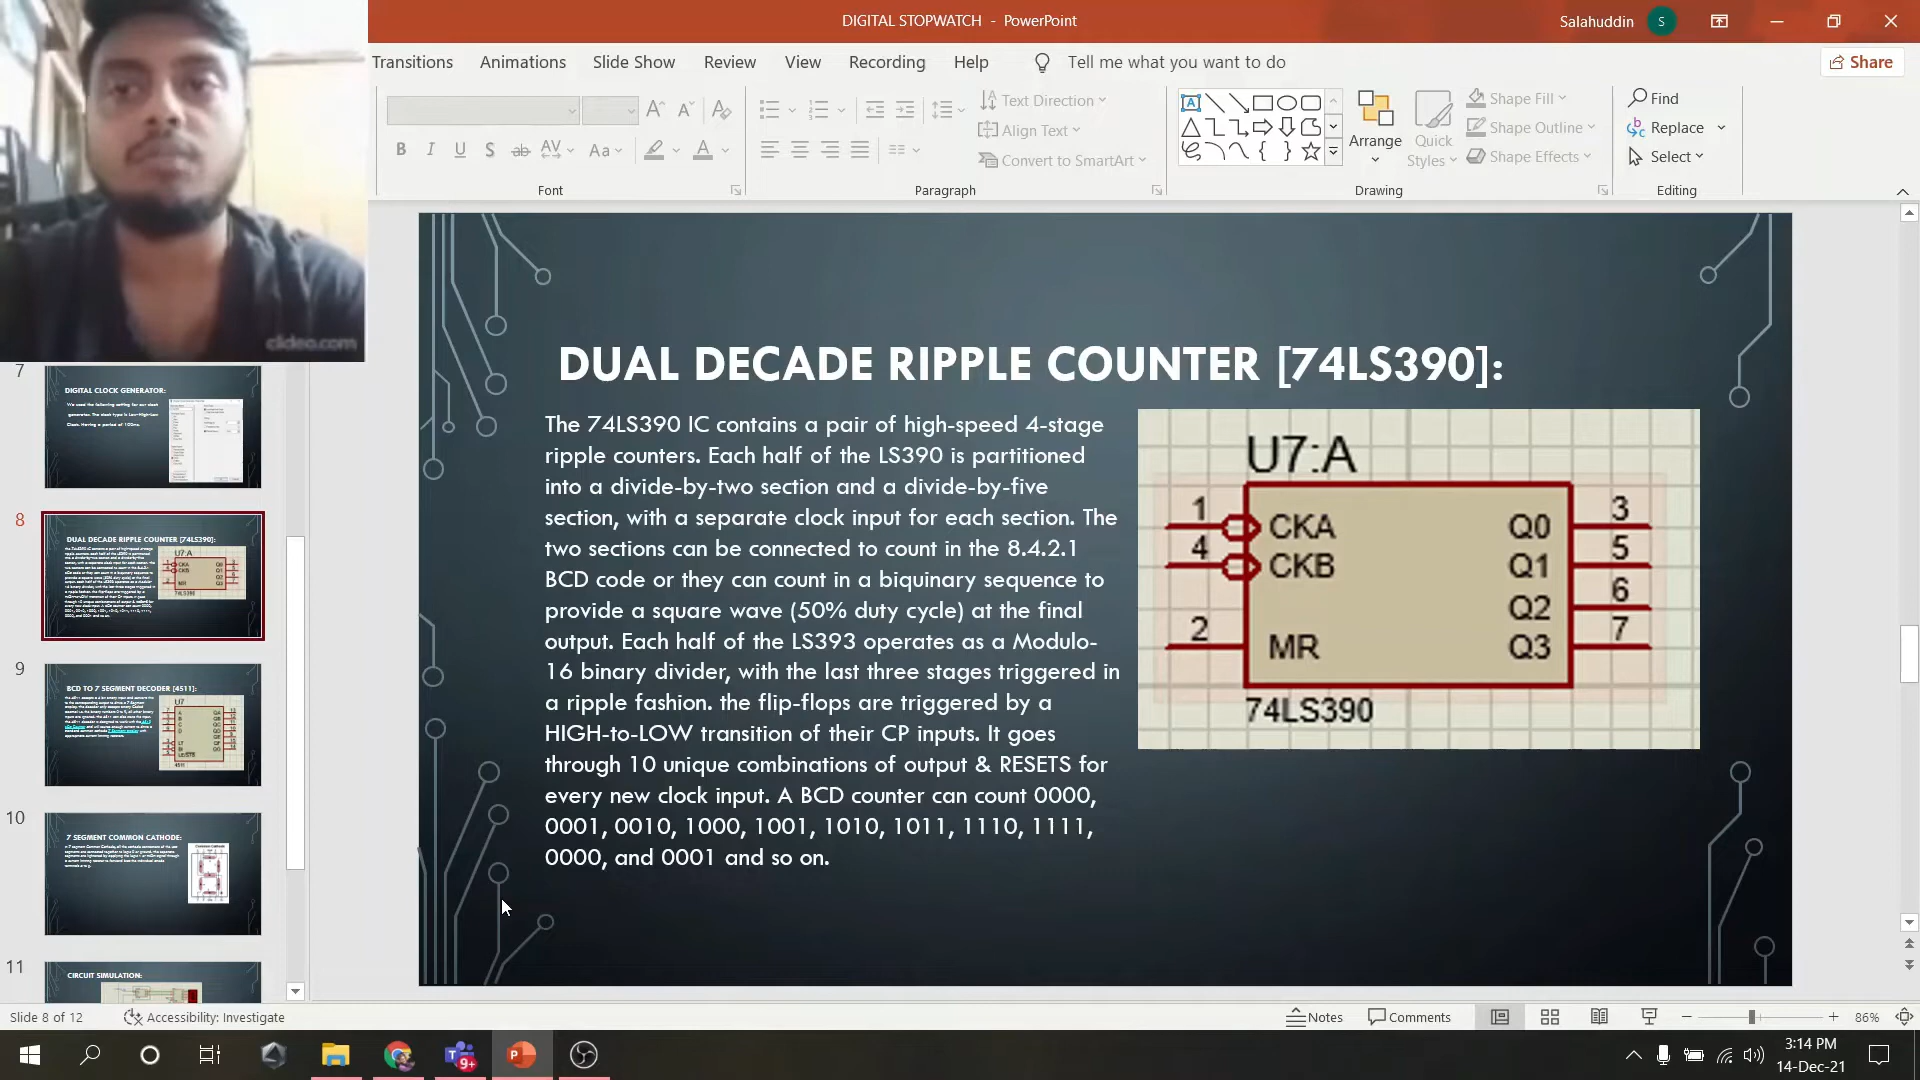 DIGITAL STOPWATCH - PowerPoint
Salahuddin
S
Transitions
Animations
Slide Show
Review
View
Recording
Help
Tell me what you want to do
Share
Text Direction
Align Text
Convert to SmartArt
Arrange
Quick
Styles
Shape Fill
Shape Outline
Shape Effects
Find
Replace
Select
Font
Paragraph
Drawing
Editing
clideo.com
7
DIGITAL CLOCK GENERATOR:
8
DUAL DECADE RIPPLE COUNTER [74LS390]:
U7:A
9
BCD TO 7 SEGMENT DECODER [4511]:
U7
4511
10
7 SEGMENT COMMON CATHODE:
11
CIRCUIT SIMULATION:
DUAL DECADE RIPPLE COUNTER [74LS390]:
The 74LS390 IC contains a pair of high-speed 4-stage
ripple counters. Each half of the LS390 is partitioned
into a divide-by-two section and a divide-by-five
section, with a separate clock input for each section. The
two sections can be connected to count in the 8.4.2.1
BCD code or they can count in a biquinary sequence to
provide a square wave (50% duty cycle) at the final
output. Each half of the LS393 operates as a Modulo-
16 binary divider, with the last three stages triggered in
a ripple fashion. the flip-flops are triggered by a
HIGH-to-LOW transition of their CP inputs. It goes
through 10 unique combinations of output & RESETS for
every new clock input. A BCD counter can count 0000,
0001, 0010, 1000, 1001, 1010, 1011, 1110, 1111,
0000, and 0001 and so on.
U7:A
1 CKA Q0 3
4 CKB Q1 5
Q2 6
2 MR Q3 7
74LS390
Slide 8 of 12
Accessibility: Investigate
Notes
Comments
86%
9+
3:14 PM
14-Dec-21